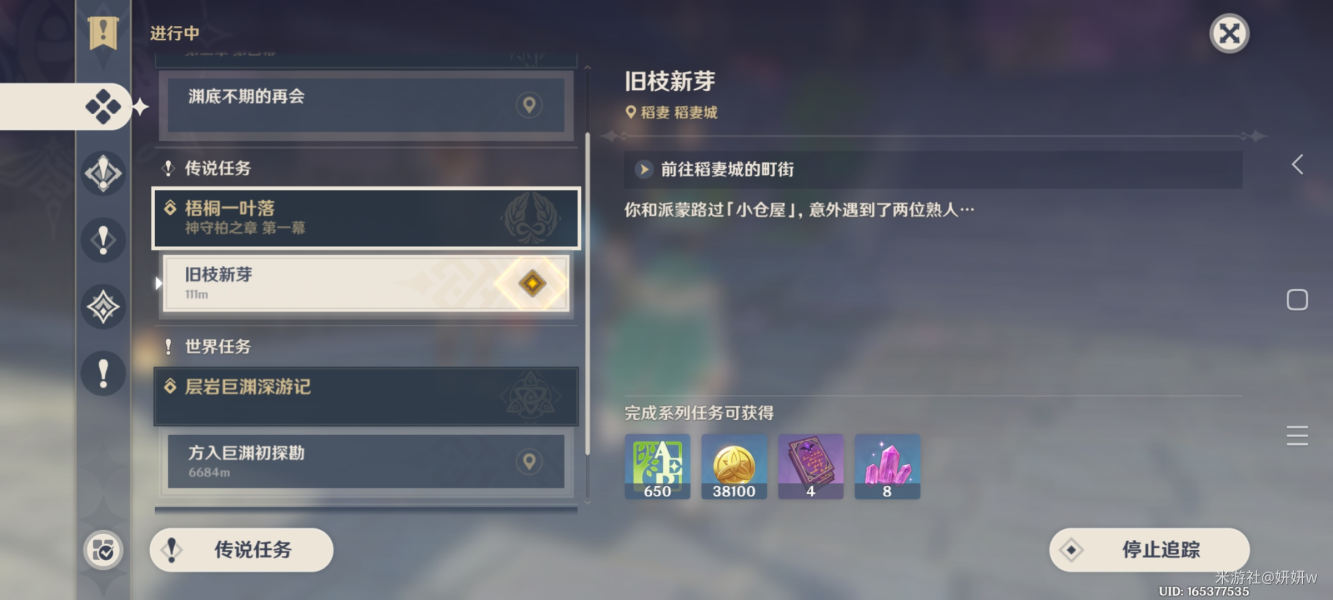 进行中
渊底不期的再会
传说任务
梧桐一叶落
神守柏之章 第一幕
旧枝新芽
111m
世界任务
层岩巨渊深游记
方入巨渊初探勘
6684m
传说任务
旧枝新芽
稻妻 稻妻城
前往稻妻城的町街
你和派蒙路过「小仓屋」，意外遇到了两位熟人…
完成系列任务可获得
650
38100
4
8
停止追踪
米游社@妍妍w
UID: 165377535